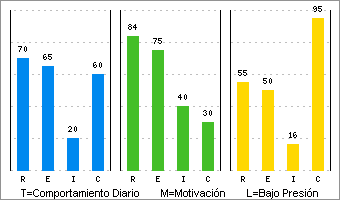 70 65 20 60
84 75 40 30
55 50 16 95
R E I C R E I C R E I C
T=Comportamiento Diario M=Motivación L=Bajo Presión